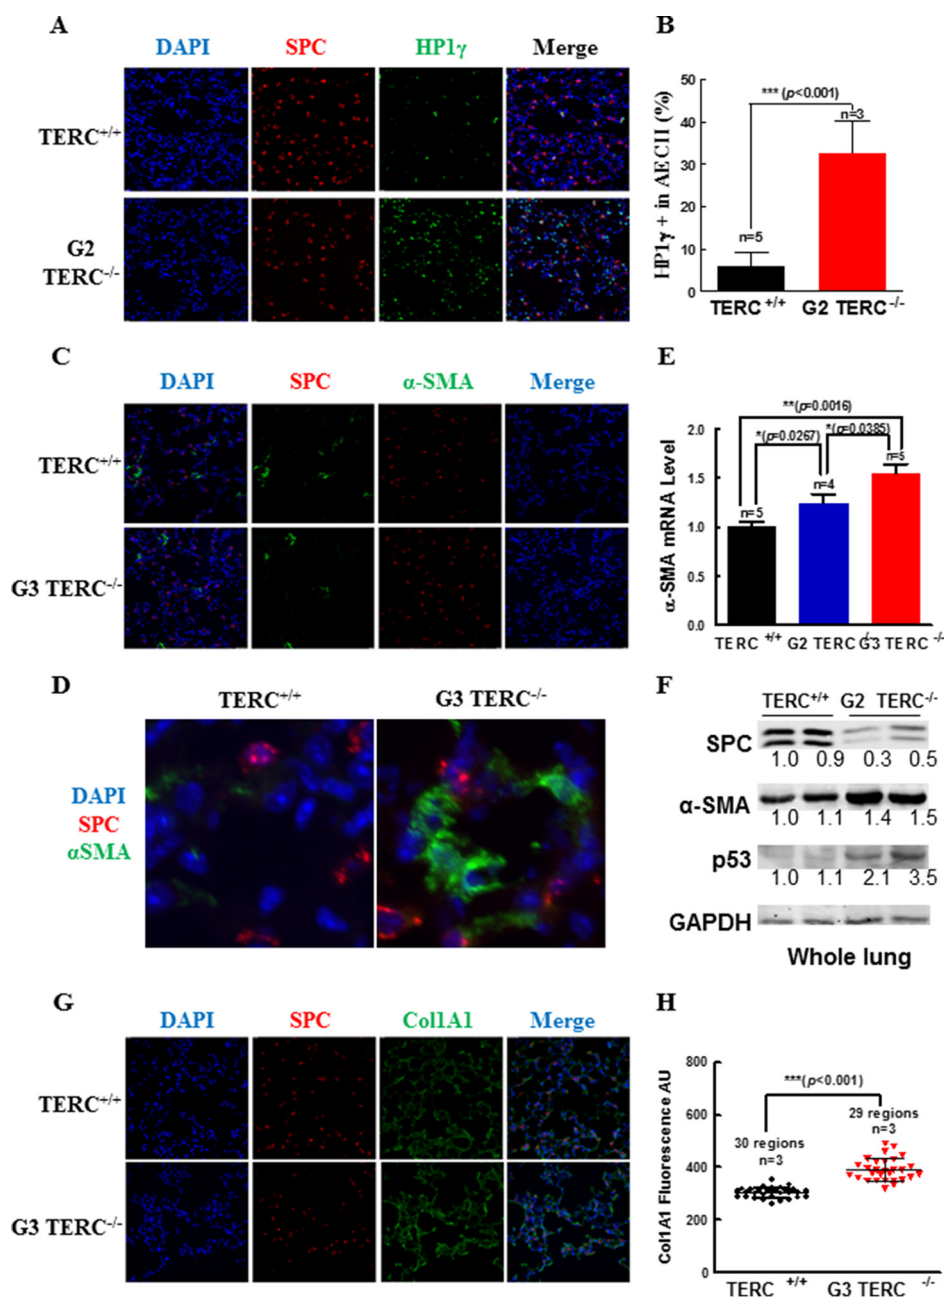 A
DAPI SPC HP1γ Merge
TERC+/+
G2
TERC-/-
B
HP1γ + in AECII (%)
50
40
30
20
10
0
*** (p<0.001)
n=3
n=5
TERC +/+ G2 TERC-/-
C
DAPI SPC α-SMA Merge
TERC+/+
G3 TERC-/-
E
α-SMA mRNA Level
2.0
1.5
1.0
0.5
0.0
**(p=0.0016)
*(p=0.0267) *(p=0.0385)
n=5
n=4
n=5
TERC +/+ G2 TERC -/- G3 TERC -/-
D
TERC+/+ G3 TERC-/-
DAPI
SPC
αSMA
F
TERC+/+ G2 TERC-/-
SPC
1.0 0.9 0.3 0.5
α-SMA
1.0 1.1 1.4 1.5
p53
1.0 1.1 2.1 3.5
GAPDH
Whole lung
G
DAPI SPC Col1A1 Merge
TERC+/+
G3 TERC-/-
H
Col1A1 Fluorescence AU
800
600
400
200
0
***(p<0.001)
30 regions
n=3
29 regions
n=3
TERC +/+ G3 TERC -/-